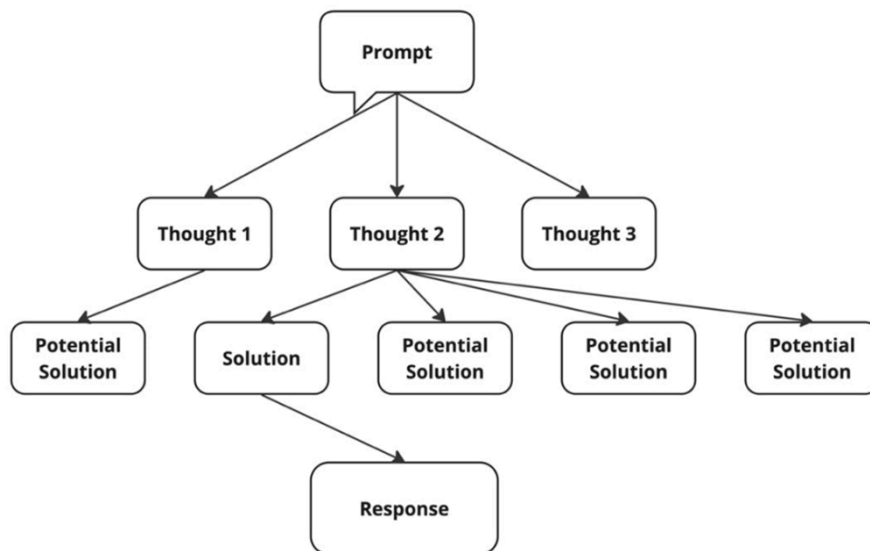 Prompt
Thought 1
Thought 2
Thought 3
Potential
Solution
Solution
Potential
Solution
Potential
Solution
Potential
Solution
Response